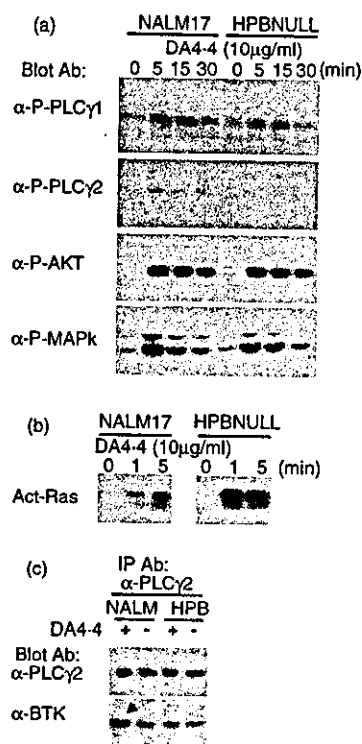 (a)
NALM17 HPBNULL
DA4-4 (10μg/ml)
Blot Ab: 0 5 15 30 0 5 15 30 (min)
α-P-PLCγ1
α-P-PLCγ2
α-P-AKT
α-P-MAPk
(b)
NALM17 HPBNULL
DA4-4 (10μg/ml)
0 1 5 0 1 5 (min)
Act-Ras
(c)
IP Ab:
α-PLCγ2
NALM HPB
DA4-4 + - + -
Blot Ab:
α-PLCγ2
α-BTK